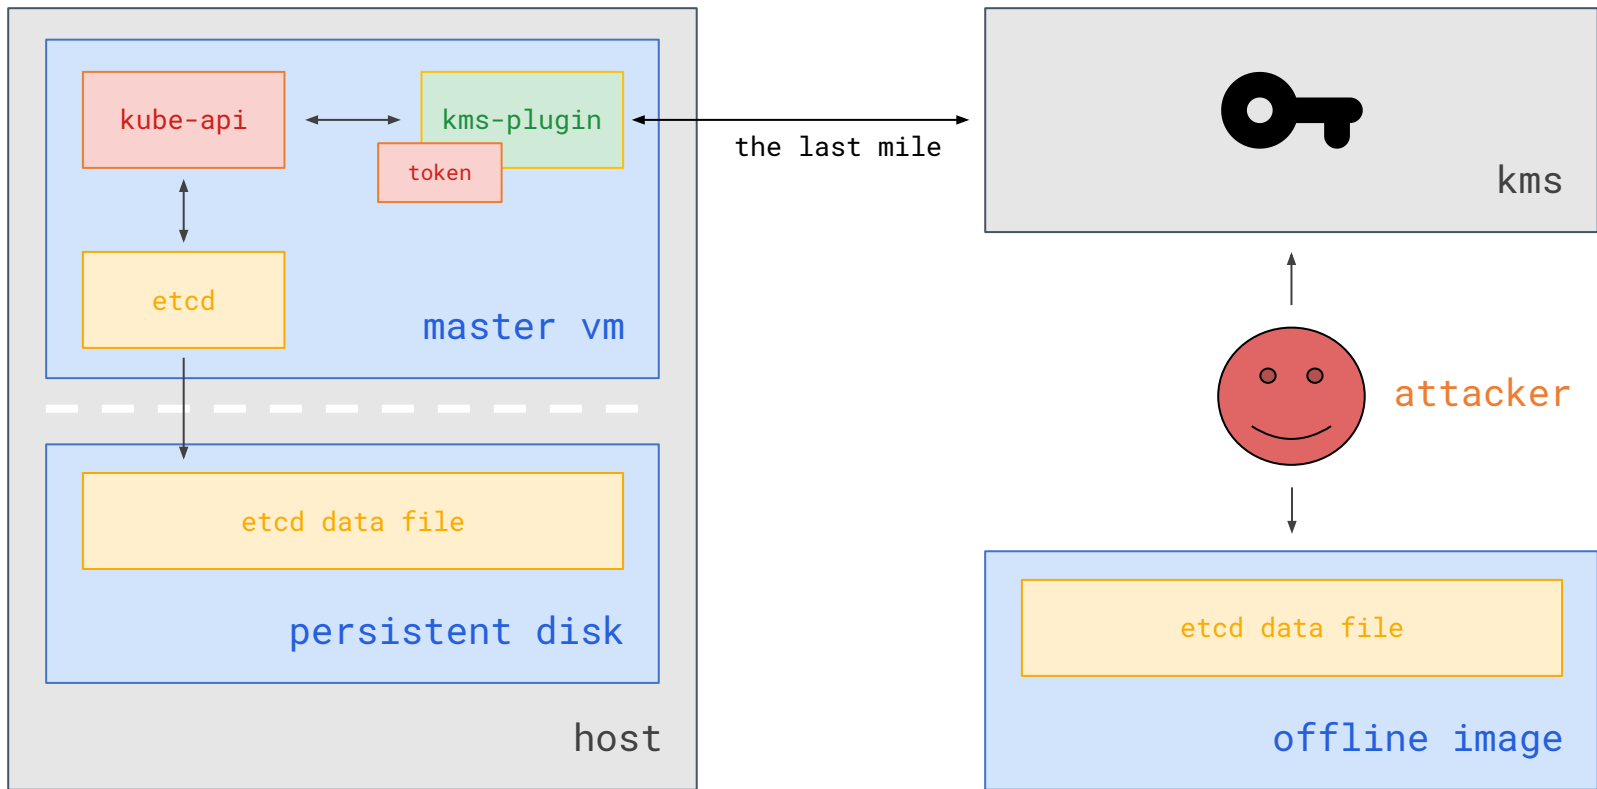 kube-api
kms-plugin
token
the last mile
etcd
master vm
etcd data file
persistent disk
host
kms
attacker
etcd data file
offline image